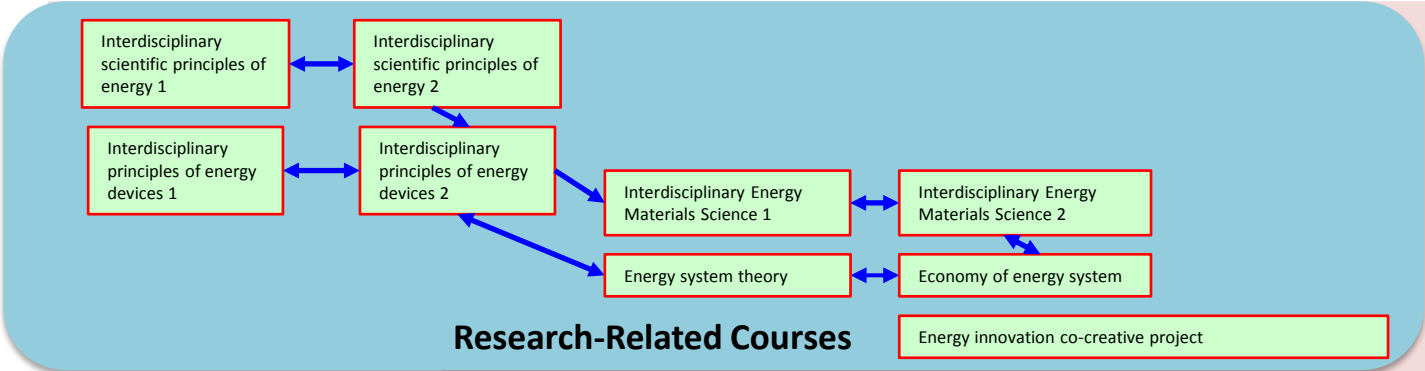 Interdisciplinary
scientific principles of
energy 1
Interdisciplinary
scientific principles of
energy 2
Interdisciplinary
principles of energy
devices 1
Interdisciplinary
principles of energy
devices 2
Interdisciplinary Energy
Materials Science 1
Interdisciplinary Energy
Materials Science 2
Energy system theory
Economy of energy system
Research-Related Courses
Energy innovation co-creative project